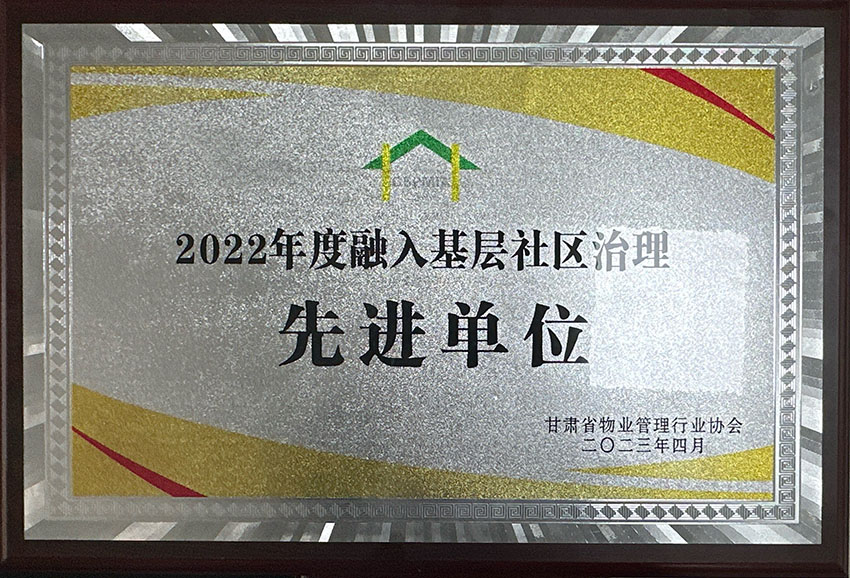 2022年度融入基层社区治理
先进单位
甘肃省物业管理行业协会
二〇二三年四月